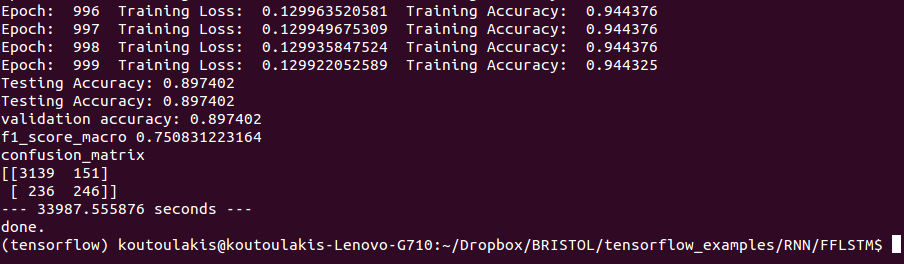 Epoch:  996  Training Loss:  0.129963520581  Training Accuracy:  0.944376
Epoch:  997  Training Loss:  0.129949675309  Training Accuracy:  0.944376
Epoch:  998  Training Loss:  0.129935847524  Training Accuracy:  0.944376
Epoch:  999  Training Loss:  0.129922052589  Training Accuracy:  0.944325
Testing Accuracy: 0.897402
Testing Accuracy: 0.897402
validation accuracy: 0.897402
f1_score_macro 0.750831223164
confusion_matrix
[[3139  151]
 [ 236  246]]
--- 33987.555876 seconds ---
done.
(tensorflow) koutoulakis@koutoulakis-Lenovo-G710:~/Dropbox/BRISTOL/tensorflow_examples/RNN/FFLSTM$